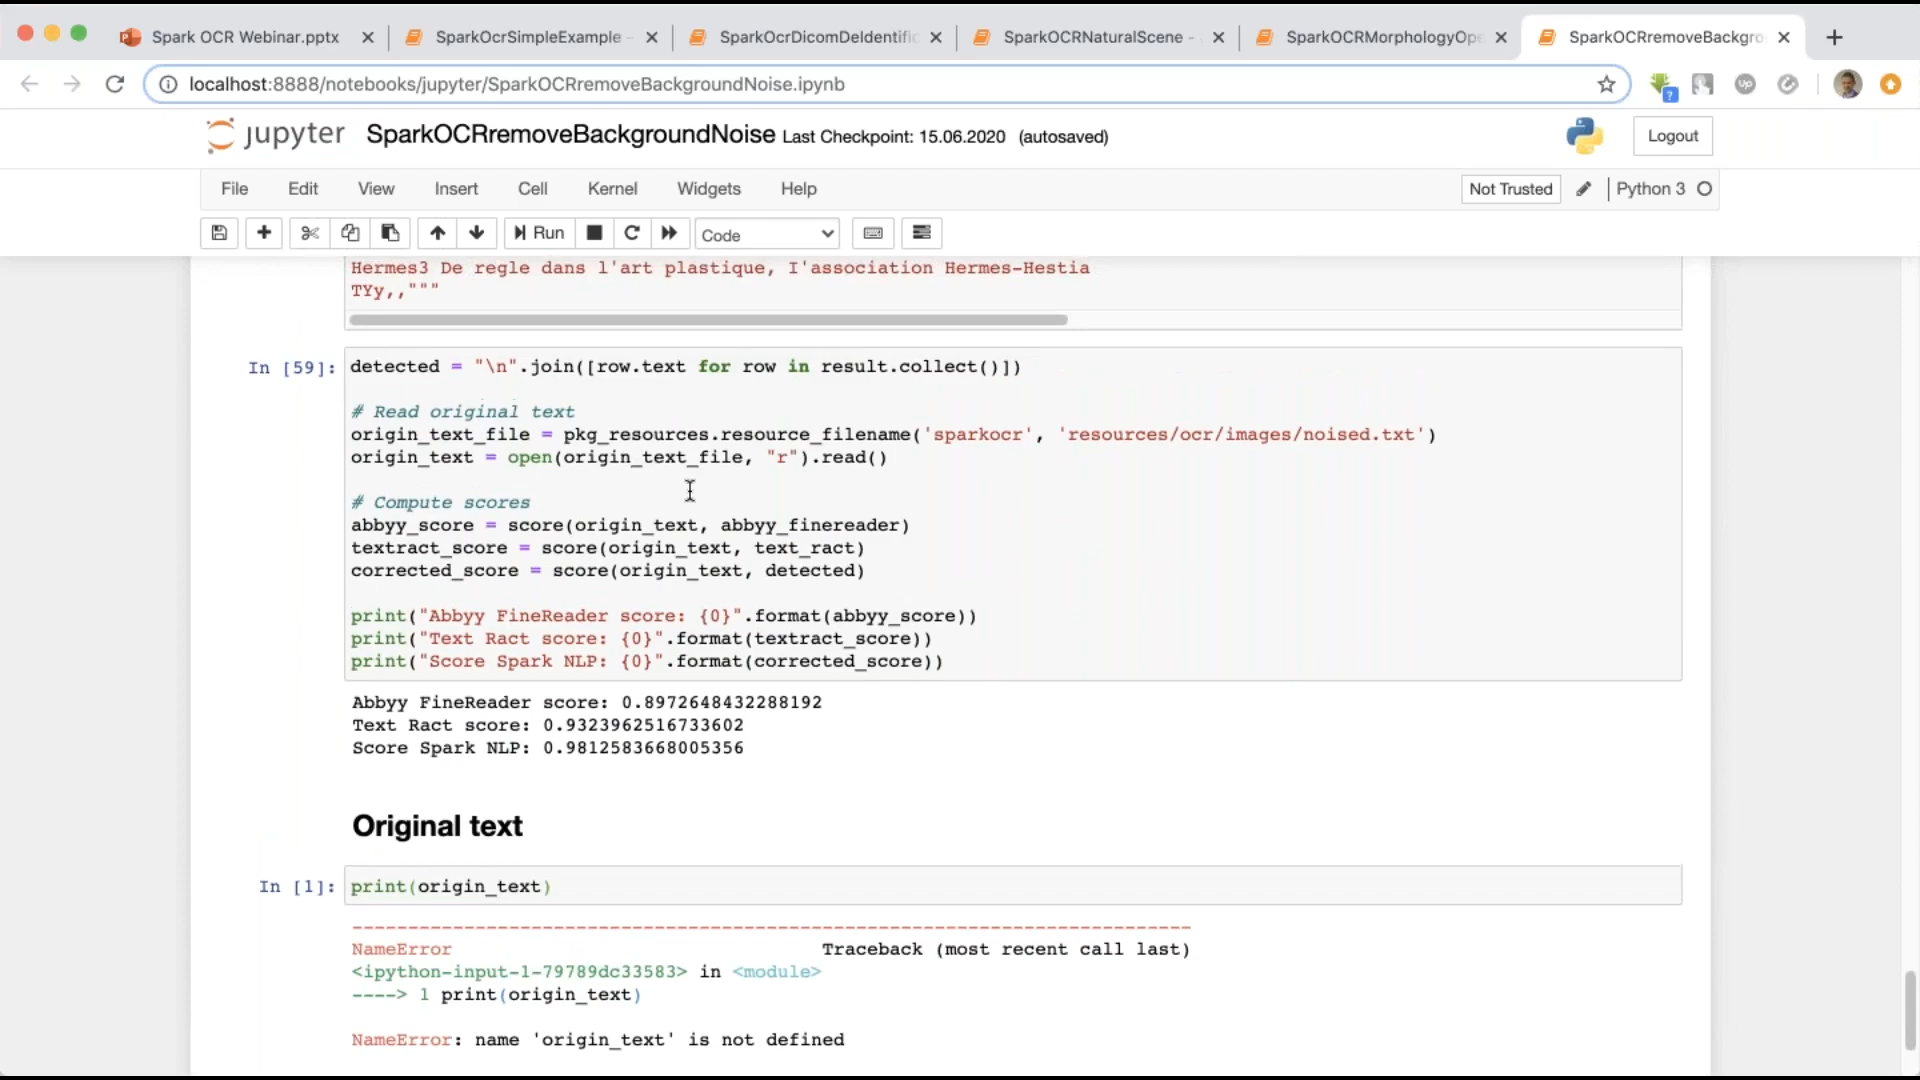 Spark OCR Webinar.pptx
SparkOcrSimpleExample -
SparkOcrDicomDeIdentific
SparkOCRNaturalScene -
SparkOCRMorphologyOpe
SparkOCRremoveBackgro
localhost:8888/notebooks/jupyter/SparkOCRremoveBackgroundNoise.ipynb
jupyter SparkOCRremoveBackgroundNoise Last Checkpoint: 15.06.2020 (autosaved)
Logout
File Edit View Insert Cell Kernel Widgets Help
Not Trusted Python 3
Run Code
Hermes3 De regle dans l'art plastique, I'association Hermes-Hestia
TYy,,"""
In [59]: detected = "\n".join([row.text for row in result.collect()])
# Read original text
origin_text_file = pkg_resources.resource_filename('sparkocr', 'resources/ocr/images/noised.txt')
origin_text = open(origin_text_file, "r").read()
# Compute scores
abbyy_score = score(origin_text, abbyy_finereader)
textract_score = score(origin_text, text_ract)
corrected_score = score(origin_text, detected)
print("Abbyy FineReader score: {0}".format(abbyy_score))
print("Text Ract score: {0}".format(textract_score))
print("Score Spark NLP: {0}".format(corrected_score))
Abbyy FineReader score: 0.8972648432288192
Text Ract score: 0.9323962516733602
Score Spark NLP: 0.9812583668005356
Original text
In [1]: print(origin_text)
---------------------------------------------------------------------------
NameError Traceback (most recent call last)
<ipython-input-1-79789dc33583> in <module>
----> 1 print(origin_text)
NameError: name 'origin_text' is not defined